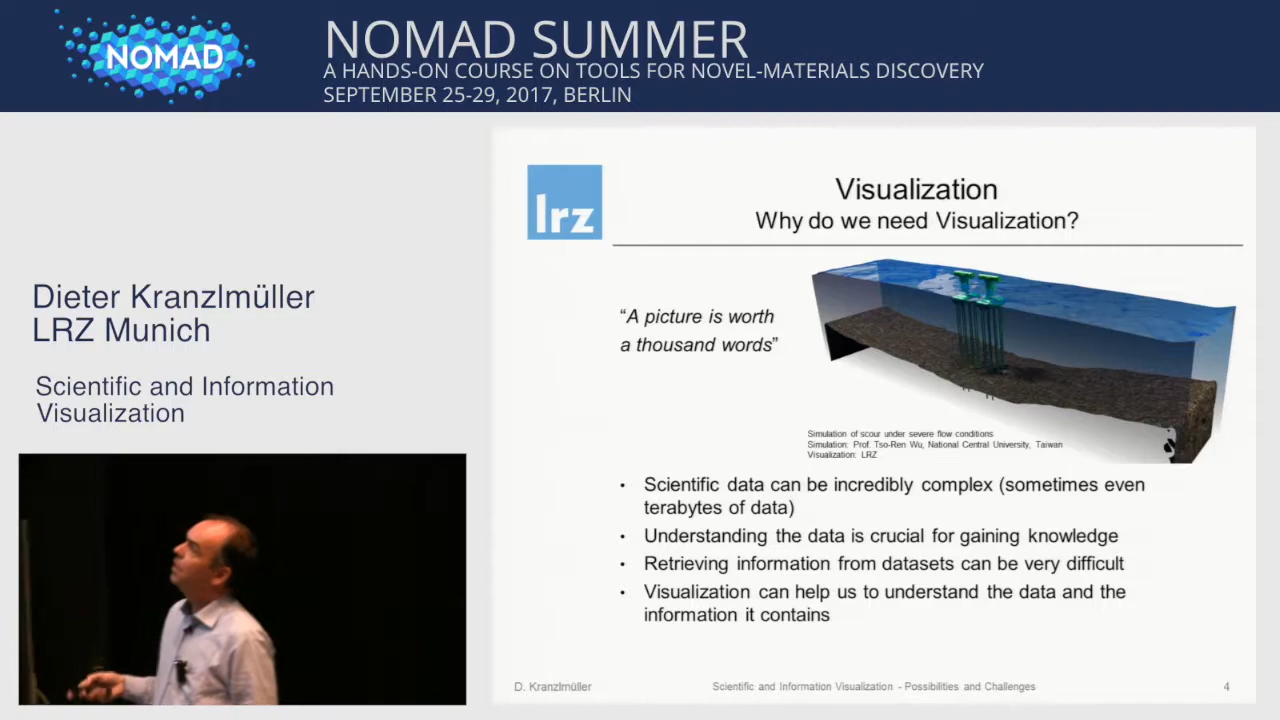 NOMAD
NOMAD SUMMER
A HANDS-ON COURSE ON TOOLS FOR NOVEL-MATERIALS DISCOVERY
SEPTEMBER 25-29, 2017, BERLIN
Dieter Kranzlmüller
LRZ Munich
Scientific and Information
Visualization
lrz
Visualization
Why do we need Visualization?
“A picture is worth
a thousand words”
Simulation of scour under severe flow conditions
Simulation: Prof. Tso-Ren Wu, National Central University, Taiwan
Visualization: LRZ
• Scientific data can be incredibly complex (sometimes even
terabytes of data)
• Understanding the data is crucial for gaining knowledge
• Retrieving information from datasets can be very difficult
• Visualization can help us to understand the data and the
information it contains
D. Kranzlmüller
Scientific and Information Visualization - Possibilities and Challenges
4